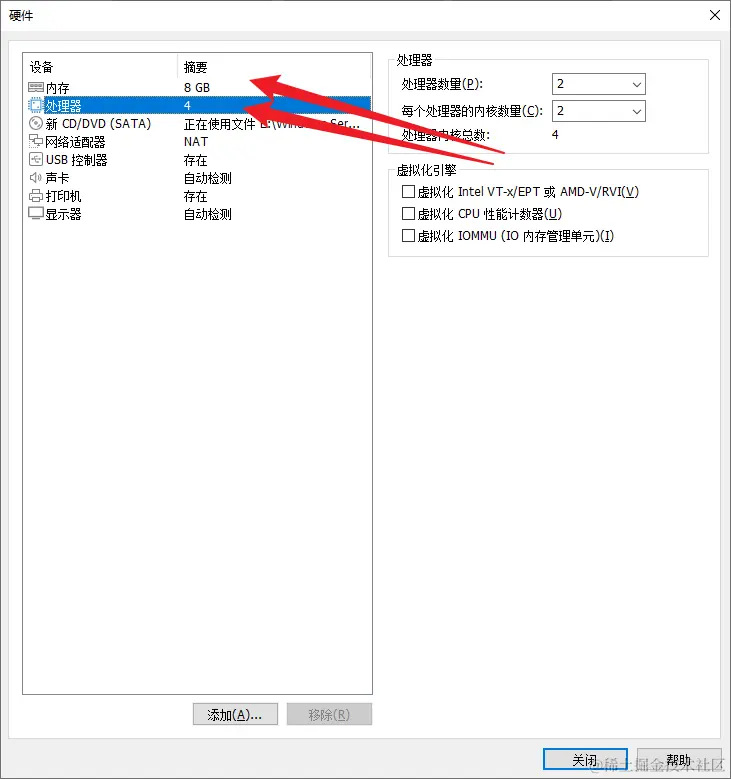 硬件
设备 摘要
内存 8 GB
处理器 4
新 CD/DVD (SATA) 正在使用文件
网络适配器 NAT
USB 控制器 存在
声卡 自动检测
打印机 存在
显示器 自动检测
添加(A)... 移除(R)
处理器
处理器数量(P): 2
每个处理器的内核数量(C): 2
处理器内核总数: 4
虚拟化引擎
虚拟化 Intel VT-x/EPT 或 AMD-V/RVI(V)
虚拟化 CPU 性能计数器(U)
虚拟化 IOMMU (IO 内存管理单元)(I)
关闭 帮助
@稀土掘金技术社区